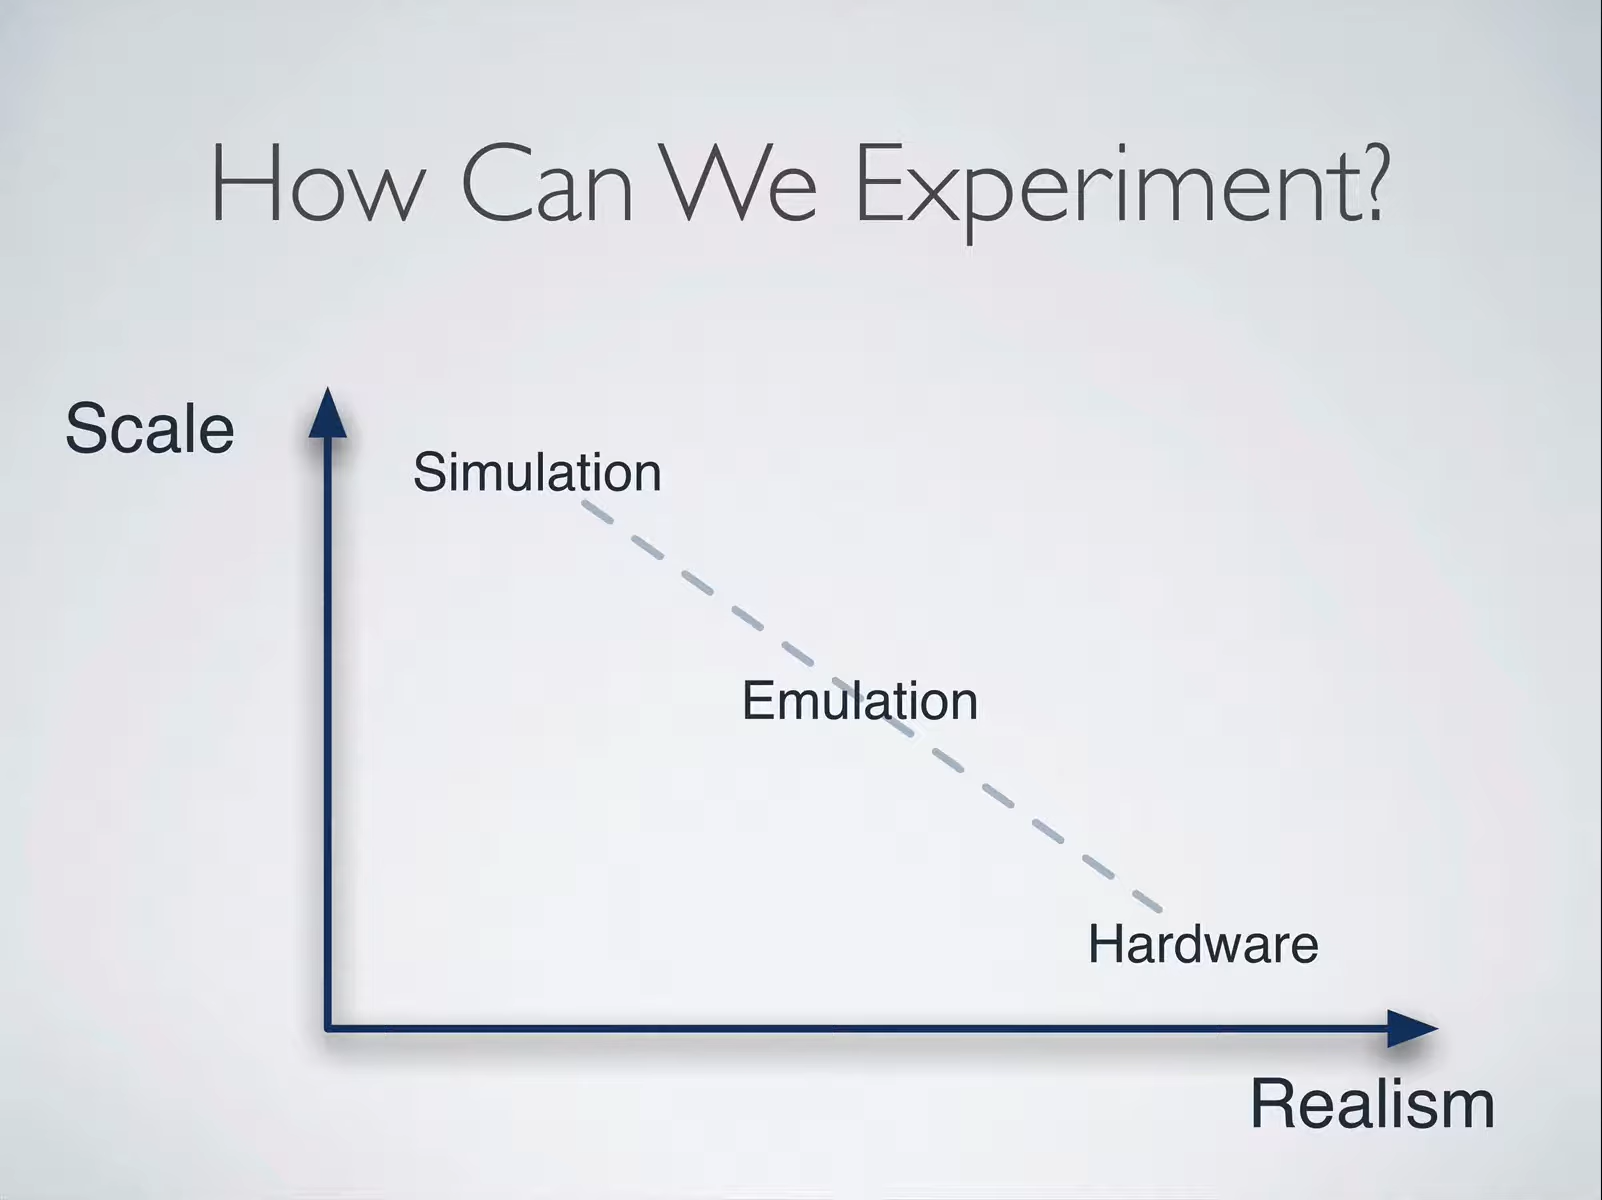 How Can We Experiment?
Scale
Simulation
Emulation
Hardware
Realism